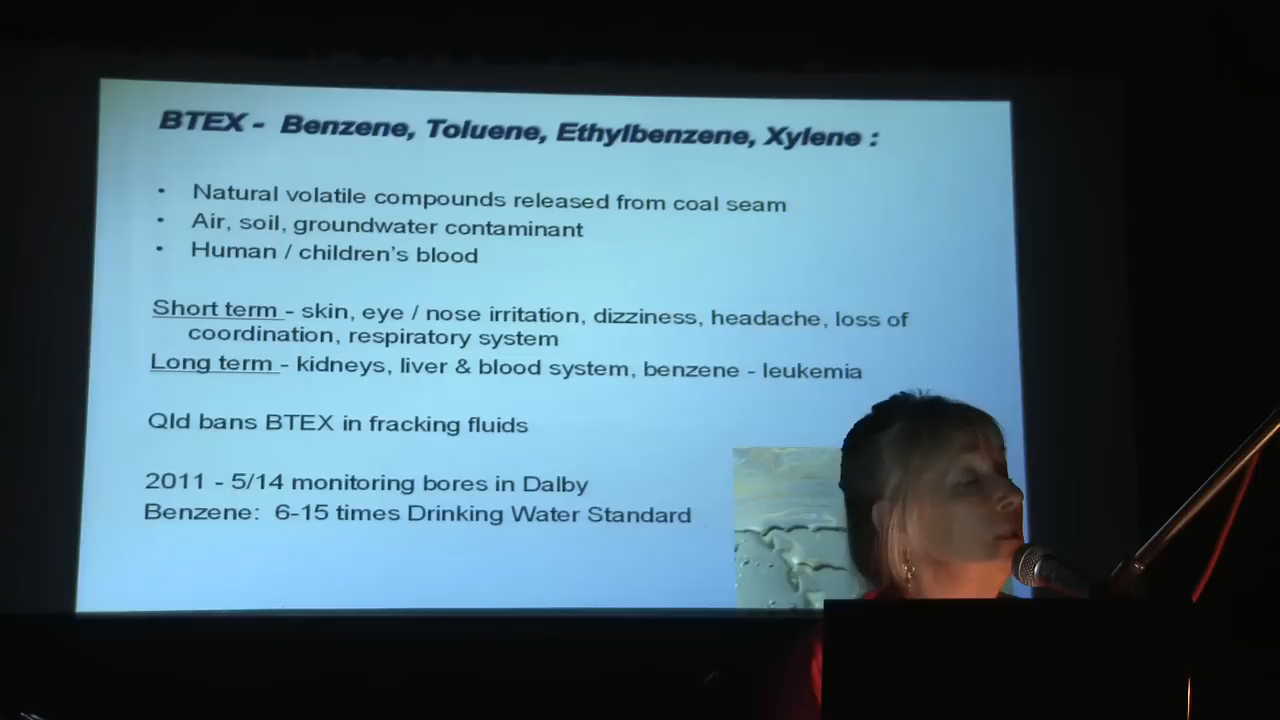 BTEX - Benzene, Toluene, Ethylbenzene, Xylene :
• Natural volatile compounds released from coal seam
• Air, soil, groundwater contaminant
• Human / children's blood
Short term - skin, eye / nose irritation, dizziness, headache, loss of
coordination, respiratory system
Long term - kidneys, liver & blood system, benzene - leukemia
Qld bans BTEX in fracking fluids
2011 - 5/14 monitoring bores in Dalby
Benzene: 6-15 times Drinking Water Standard